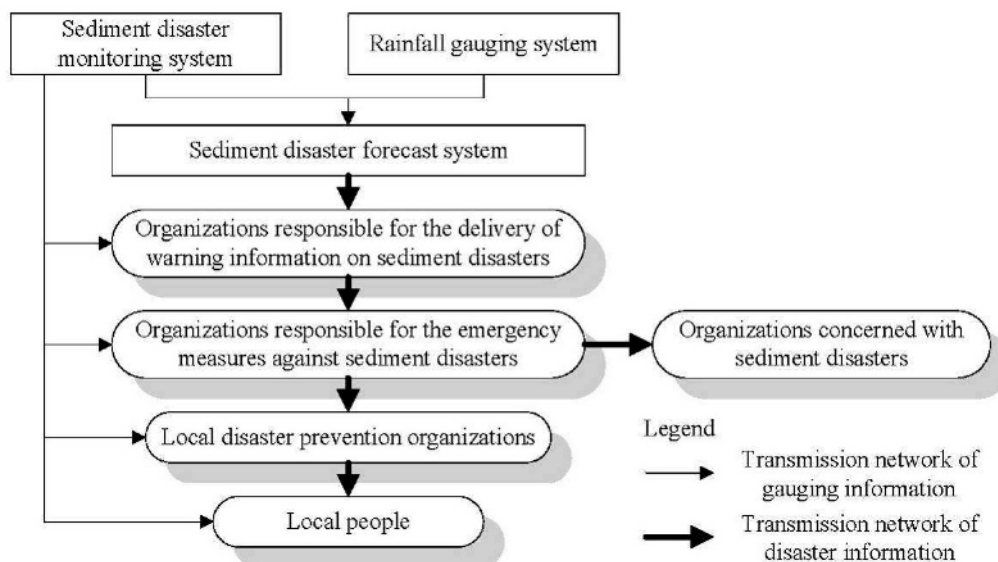 Sediment disaster
monitoring system
Rainfall gauging system
Sediment disaster forecast system
Organizations responsible for the delivery of
warning information on sediment disasters
Organizations responsible for the emergency
measures against sediment disasters
Organizations concerned with
sediment disasters
Local disaster prevention organizations
Local people
Legend
Transmission network of
gauging information
Transmission network of
disaster information